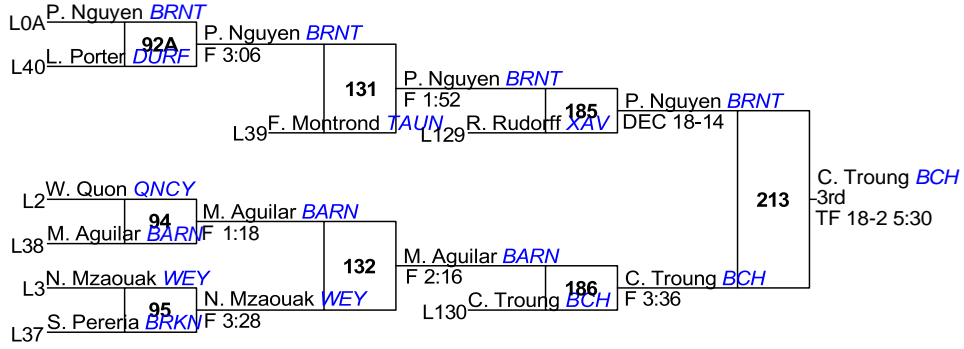 P. Nguyen BRNT
L0A
92A
P. Nguyen BRNT
F 3:06
L. Porter DURF
L40
131
P. Nguyen BRNT
F 1:52
F. Montrond TAUN
L39
L129
R. Rudorff XAV
185
P. Nguyen BRNT
DEC 18-14
W. Quon QNCY
L2
94
M. Aguilar BARN
F 1:18
M. Aguilar BARN
L38
132
M. Aguilar BARN
F 2:16
N. Mzaouak WEY
L3
95
N. Mzaouak WEY
F 3:28
S. Pereria BRKN
L37
186
C. Troung BCH
L130
C. Troung BCH
F 3:36
213
C. Troung BCH
3rd
TF 18-2 5:30